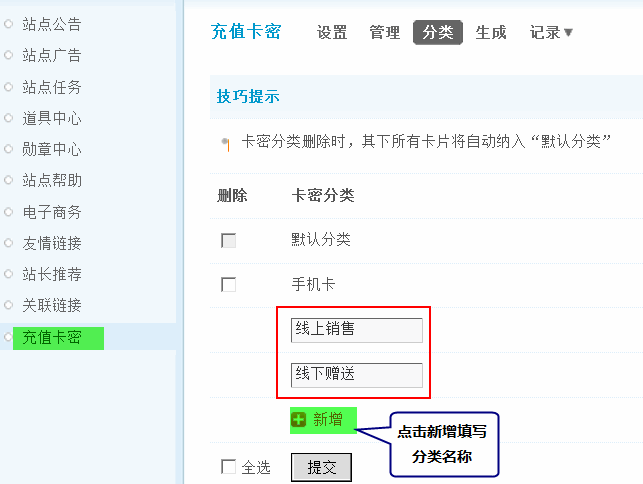 站点公告
站点广告
站点任务
道具中心
勋章中心
站点帮助
电子商务
友情链接
站长推荐
关联链接
充值卡密
充值卡密 设置 管理 分类 生成 记录
技巧提示
卡密分类删除时，其下所有卡片将自动纳入“默认分类”
删除 卡密分类
默认分类
手机卡
线上销售
线下赠送
新增
点击新增填写
分类名称
全选 提交